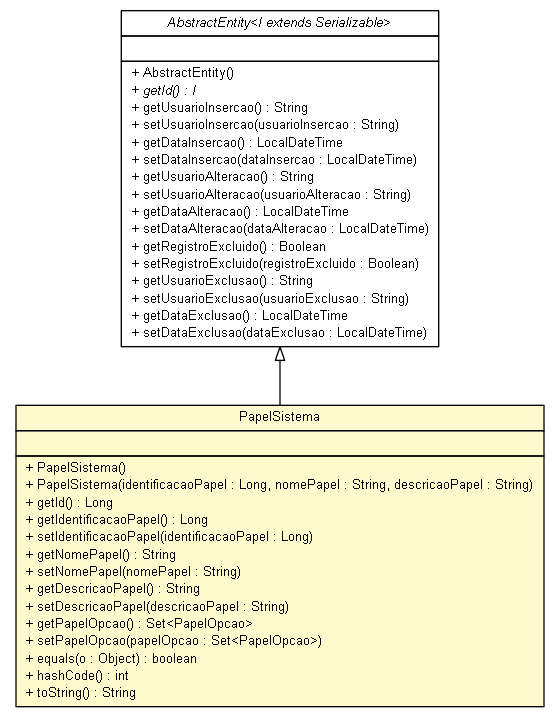 AbstractEntity<I extends Serializable>
+ AbstractEntity()
+ getId() : I
+ getUsuarioInsercao() : String
+ setUsuarioInsercao(usuarioInsercao : String)
+ getDataInsercao() : LocalDateTime
+ setDataInsercao(dataInsercao : LocalDateTime)
+ getUsuarioAlteracao() : String
+ setUsuarioAlteracao(usuarioAlteracao : String)
+ getDataAlteracao() : LocalDateTime
+ setDataAlteracao(dataAlteracao : LocalDateTime)
+ getRegistroExcluido() : Boolean
+ setRegistroExcluido(registroExcluido : Boolean)
+ getUsuarioExclusao() : String
+ setUsuarioExclusao(usuarioExclusao : String)
+ getDataExclusao() : LocalDateTime
+ setDataExclusao(dataExclusao : LocalDateTime)
PapelSistema
+ PapelSistema()
+ PapelSistema(identificacaoPapel : Long, nomePapel : String, descricaoPapel : String)
+ getId() : Long
+ getIdentificacaoPapel() : Long
+ setIdentificacaoPapel(identificacaoPapel : Long)
+ getNomePapel() : String
+ setNomePapel(nomePapel : String)
+ getDescricaoPapel() : String
+ setDescricaoPapel(descricaoPapel : String)
+ getPapelOpcao() : Set<PapelOpcao>
+ setPapelOpcao(papelOpcao : Set<PapelOpcao>)
+ equals(o : Object) : boolean
+ hashCode() : int
+ toString() : String